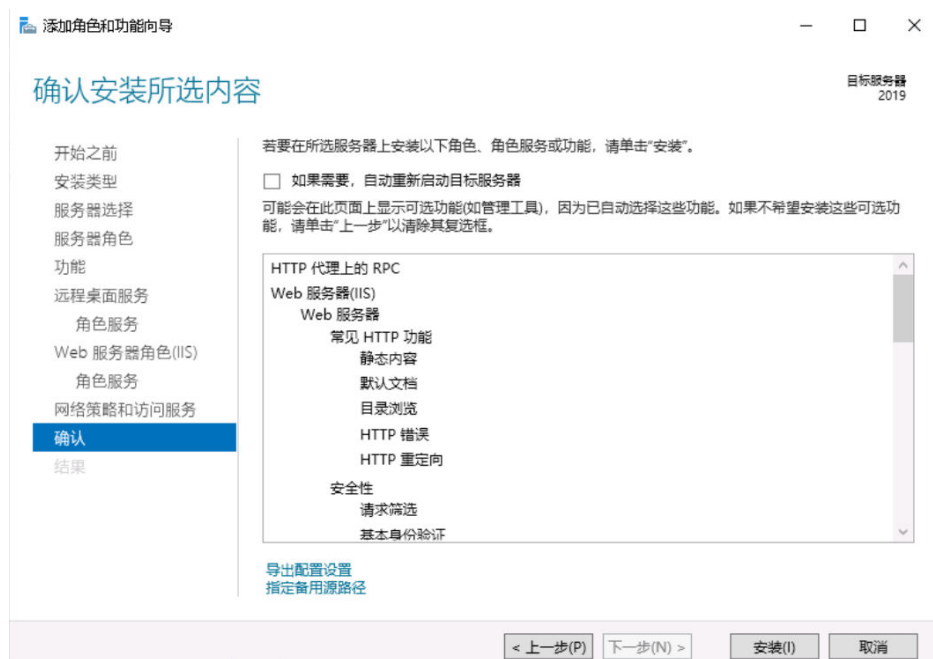 添加角色和功能向导
确认安装所选内容
目标服务器
2019
开始之前
安装类型
服务器选择
服务器角色
功能
远程桌面服务
角色服务
Web 服务器角色(IIS)
角色服务
网络策略和访问服务
确认
结果
若要在所选服务器上安装以下角色、角色服务或功能，请单击"安装"。
如果需要，自动重新启动目标服务器
可能会在此页面上显示可选功能(如管理工具)，因为已自动选择这些功能。如果不希望安装这些可选功
能，请单击"上一步"以清除其复选框。
HTTP 代理上的 RPC
Web 服务器(IIS)
Web 服务器
常见 HTTP 功能
静态内容
默认文档
目录浏览
HTTP 错误
HTTP 重定向
安全性
请求筛选
基本身份验证
导出配置设置
指定备用源路径
< 上一步(P)
下一步(N) >
安装(I)
取消